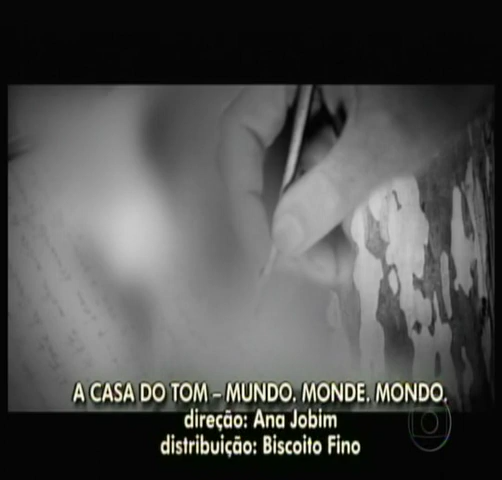 A CASA DO TOM – MUNDO. MONDE. MONDO.
direção: Ana Jobim
distribuição: Biscoito Fino